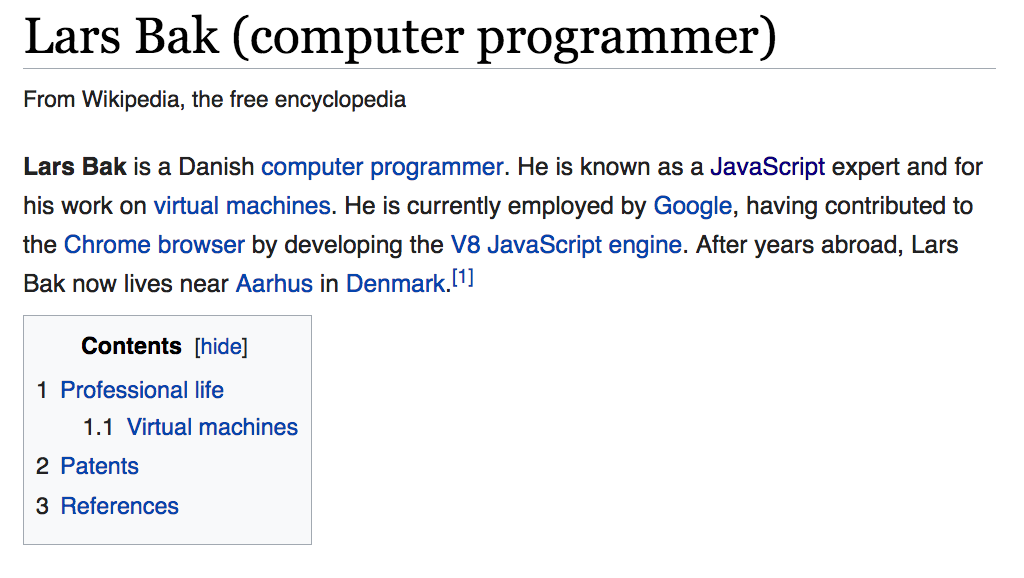 Lars Bak (computer programmer)
From Wikipedia, the free encyclopedia
Lars Bak is a Danish computer programmer. He is known as a JavaScript expert and for
his work on virtual machines. He is currently employed by Google, having contributed to
the Chrome browser by developing the V8 JavaScript engine. After years abroad, Lars
Bak now lives near Aarhus in Denmark.[1]
Contents [hide]
1 Professional life
1.1 Virtual machines
2 Patents
3 References